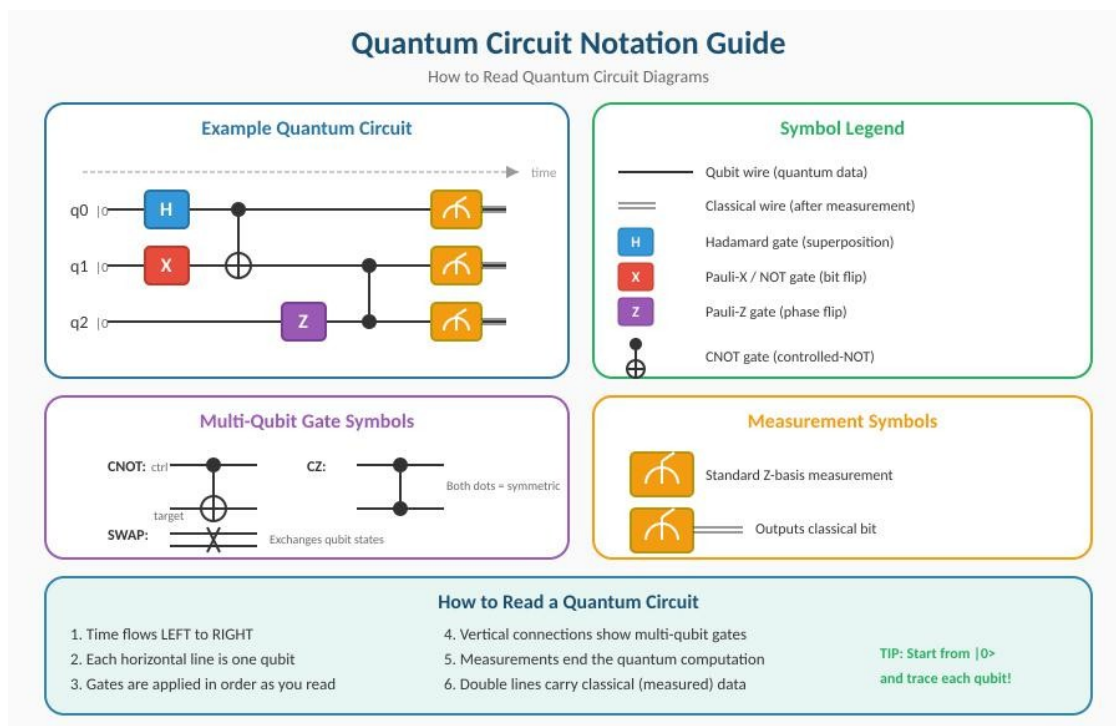 Quantum Circuit Notation Guide
How to Read Quantum Circuit Diagrams
Example Quantum Circuit
time
q0 |0
H
q1 |0
X
q2 |0
Z
Symbol Legend
Qubit wire (quantum data)
Classical wire (after measurement)
H Hadamard gate (superposition)
X Pauli-X / NOT gate (bit flip)
Z Pauli-Z gate (phase flip)
CNOT gate (controlled-NOT)
Multi-Qubit Gate Symbols
CNOT: ctrl
target
CZ:
Both dots = symmetric
SWAP:
Exchanges qubit states
Measurement Symbols
Standard Z-basis measurement
Outputs classical bit
How to Read a Quantum Circuit
1. Time flows LEFT to RIGHT
2. Each horizontal line is one qubit
3. Gates are applied in order as you read
4. Vertical connections show multi-qubit gates
5. Measurements end the quantum computation
6. Double lines carry classical (measured) data
TIP: Start from |0>
and trace each qubit!